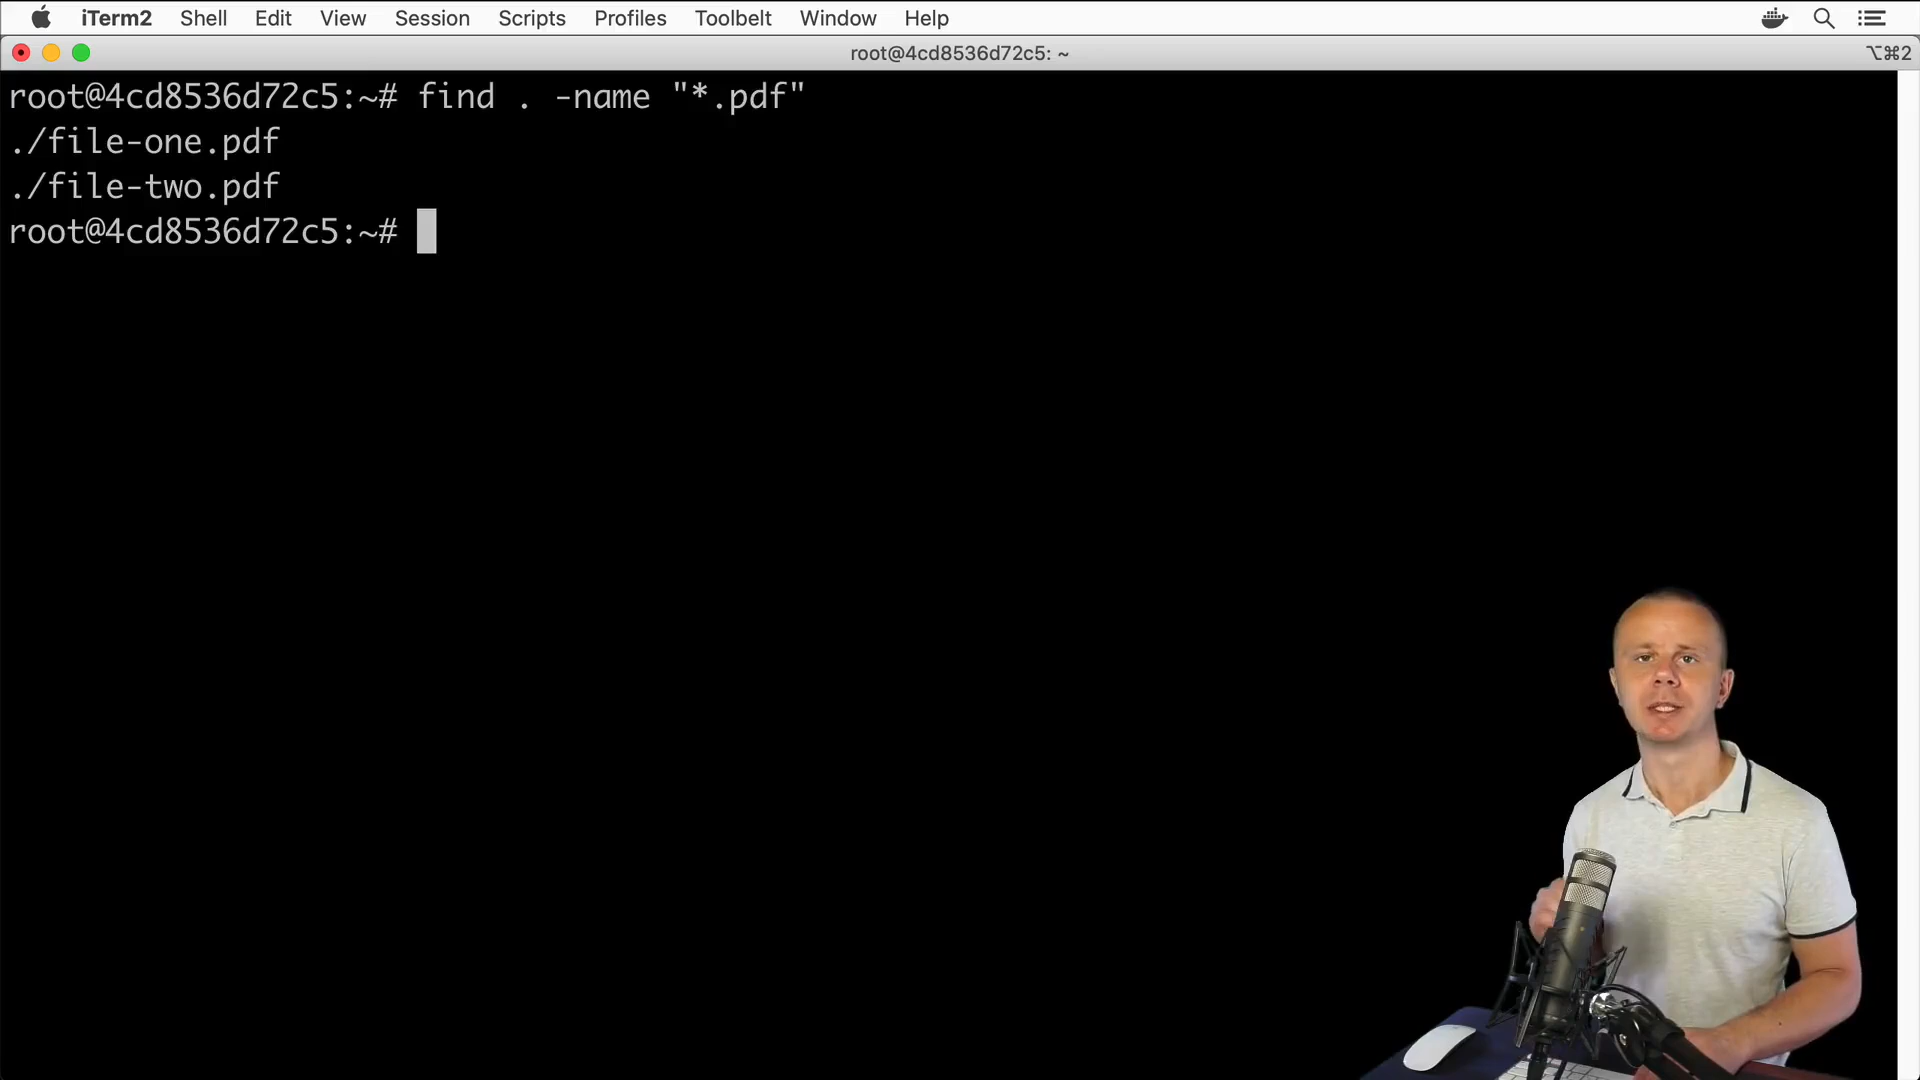 iTerm2 Shell Edit View Session Scripts Profiles Toolbelt Window Help
root@4cd8536d72c5: ~ ⌥⌘2
root@4cd8536d72c5:~# find . -name "*.pdf"
./file-one.pdf
./file-two.pdf
root@4cd8536d72c5:~#